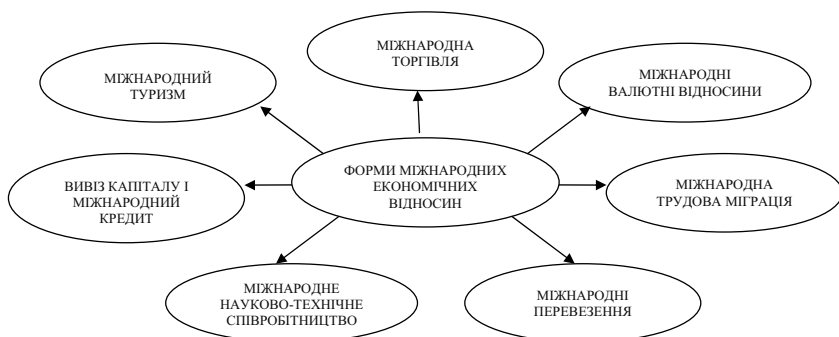 МІЖНАРОДНА
ТОРГІВЛЯ
МІЖНАРОДНИЙ
ТУРИЗМ
МІЖНАРОДНІ
ВАЛЮТНІ ВІДНОСИНИ
ФОРМИ МІЖНАРОДНИХ
ЕКОНОМІЧНИХ
ВІДНОСИН
ВИВІЗ КАПІТАЛУ І
МІЖНАРОДНИЙ
КРЕДИТ
МІЖНАРОДНА
ТРУДОВА МІГРАЦІЯ
МІЖНАРОДНЕ
НАУКОВО-ТЕХНІЧНЕ
СПІВРОБІТНИЦТВО
МІЖНАРОДНІ
ПЕРЕВЕЗЕННЯ